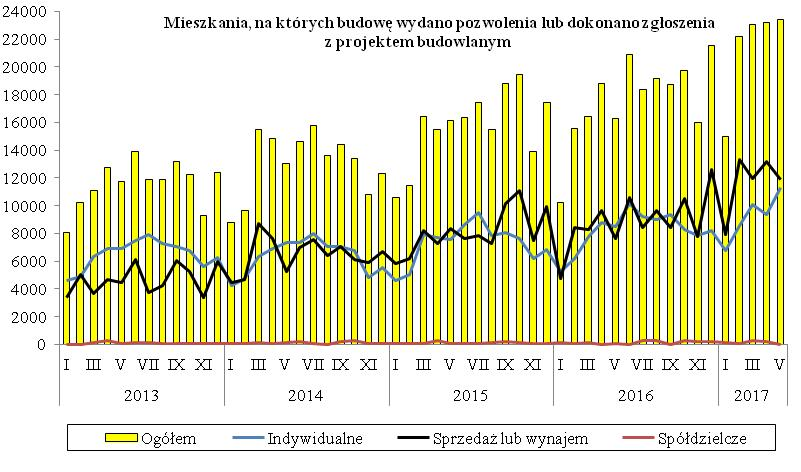 Mieszkania, na których budowę wydano pozwolenia lub dokonano zgłoszenia
z projektem budowlanym
24000
22000
20000
18000
16000
14000
12000
10000
8000
6000
4000
2000
0
I III V VII IX XI I III V VII IX XI I III V VII IX XI I III V VII IX XI I III V
2013 2014 2015 2016 2017
Ogółem Indywidualne Sprzedaż lub wynajem Spółdzielcze